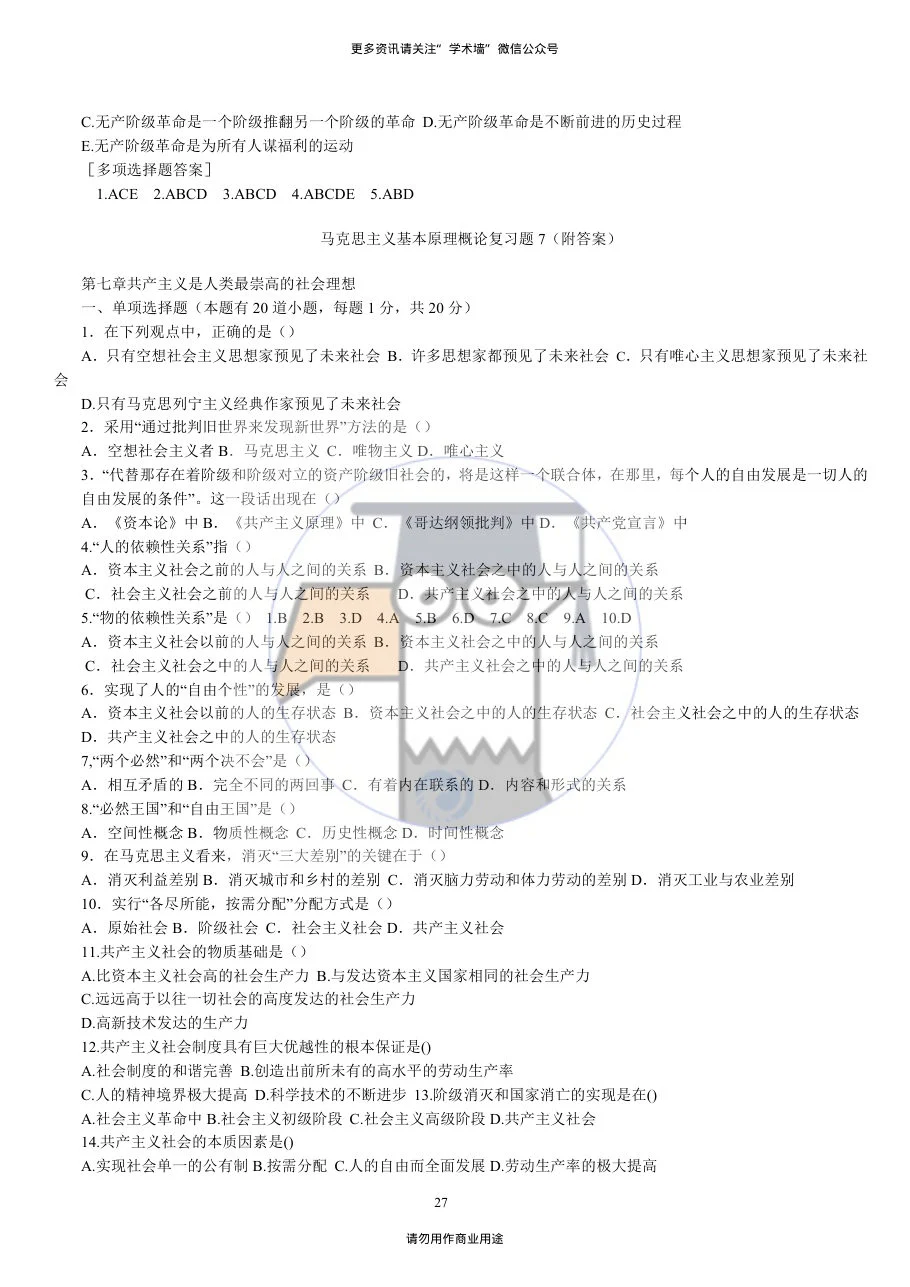 更多资讯请关注“学术墙”微信公众号
C.无产阶级革命是一个阶级推翻另一个阶级的革命 D.无产阶级革命是不断前进的历史过程
E.无产阶级革命是为所有人谋福利的运动
［多项选择题答案］
1.ACE 2.ABCD 3.ABCD 4.ABCDE 5.ABD
马克思主义基本原理概论复习题 7（附答案）
第七章共产主义是人类最崇高的社会理想
一、单项选择题（本题有 20 道小题，每题 1 分，共 20 分）
1．在下列观点中，正确的是（）
A．只有空想社会主义思想家预见了未来社会 B．许多思想家都预见了未来社会 C．只有唯心主义思想家预见了未来社
会
D.只有马克思列宁主义经典作家预见了未来社会
2．采用“通过批判旧世界来发现新世界”方法的是（）
A．空想社会主义者 B．马克思主义 C．唯物主义 D．唯心主义
3．“代替那存在着阶级和阶级对立的资产阶级旧社会的，将是这样一个联合体，在那里，每个人的自由发展是一切人的
自由发展的条件”。这一段话出现在（）
A．《资本论》中 B．《共产主义原理》中 C．《哥达纲领批判》中 D．《共产党宣言》中
4.“人的依赖性关系”指（）
A．资本主义社会之前的人与人之间的关系 B．资本主义社会之中的人与人之间的关系
C．社会主义社会之前的人与人之间的关系 D．共产主义社会之中的人与人之间的关系
5.“物的依赖性关系”是（） 1.B 2.B 3.D 4.A 5.B 6.D 7.C 8.C 9.A 10.D
A．资本主义社会以前的人与人之间的关系 B．资本主义社会之中的人与人之间的关系
C．社会主义社会之中的人与人之间的关系 D．共产主义社会之中的人与人之间的关系
6．实现了人的“自由个性”的发展，是（）
A．资本主义社会以前的人的生存状态 B．资本主义社会之中的人的生存状态 C．社会主义社会之中的人的生存状态
D．共产主义社会之中的人的生存状态
7,“两个必然”和“两个决不会”是（）
A．相互矛盾的 B．完全不同的两回事 C．有着内在联系的 D．内容和形式的关系
8.“必然王国”和“自由王国”是（）
A．空间性概念 B．物质性概念 C．历史性概念 D．时间性概念
9．在马克思主义看来，消灭“三大差别”的关键在于（）
A．消灭利益差别 B．消灭城市和乡村的差别 C．消灭脑力劳动和体力劳动的差别 D．消灭工业与农业差别
10．实行“各尽所能，按需分配”分配方式是（）
A．原始社会 B．阶级社会 C．社会主义社会 D．共产主义社会
11.共产主义社会的物质基础是（）
A.比资本主义社会高的社会生产力 B.与发达资本主义国家相同的社会生产力
C.远远高于以往一切社会的高度发达的社会生产力
D.高新技术发达的生产力
12.共产主义社会制度具有巨大优越性的根本保证是()
A.社会制度的和谐完善 B.创造出前所未有的高水平的劳动生产率
C.人的精神境界极大提高 D.科学技术的不断进步 13.阶级消灭和国家消亡的实现是在()
A.社会主义革命中 B.社会主义初级阶段 C.社会主义高级阶段 D.共产主义社会
14.共产主义社会的本质因素是()
A.实现社会单一的公有制 B.按需分配 C.人的自由而全面发展 D.劳动生产率的极大提高
27
请勿用作商业用途